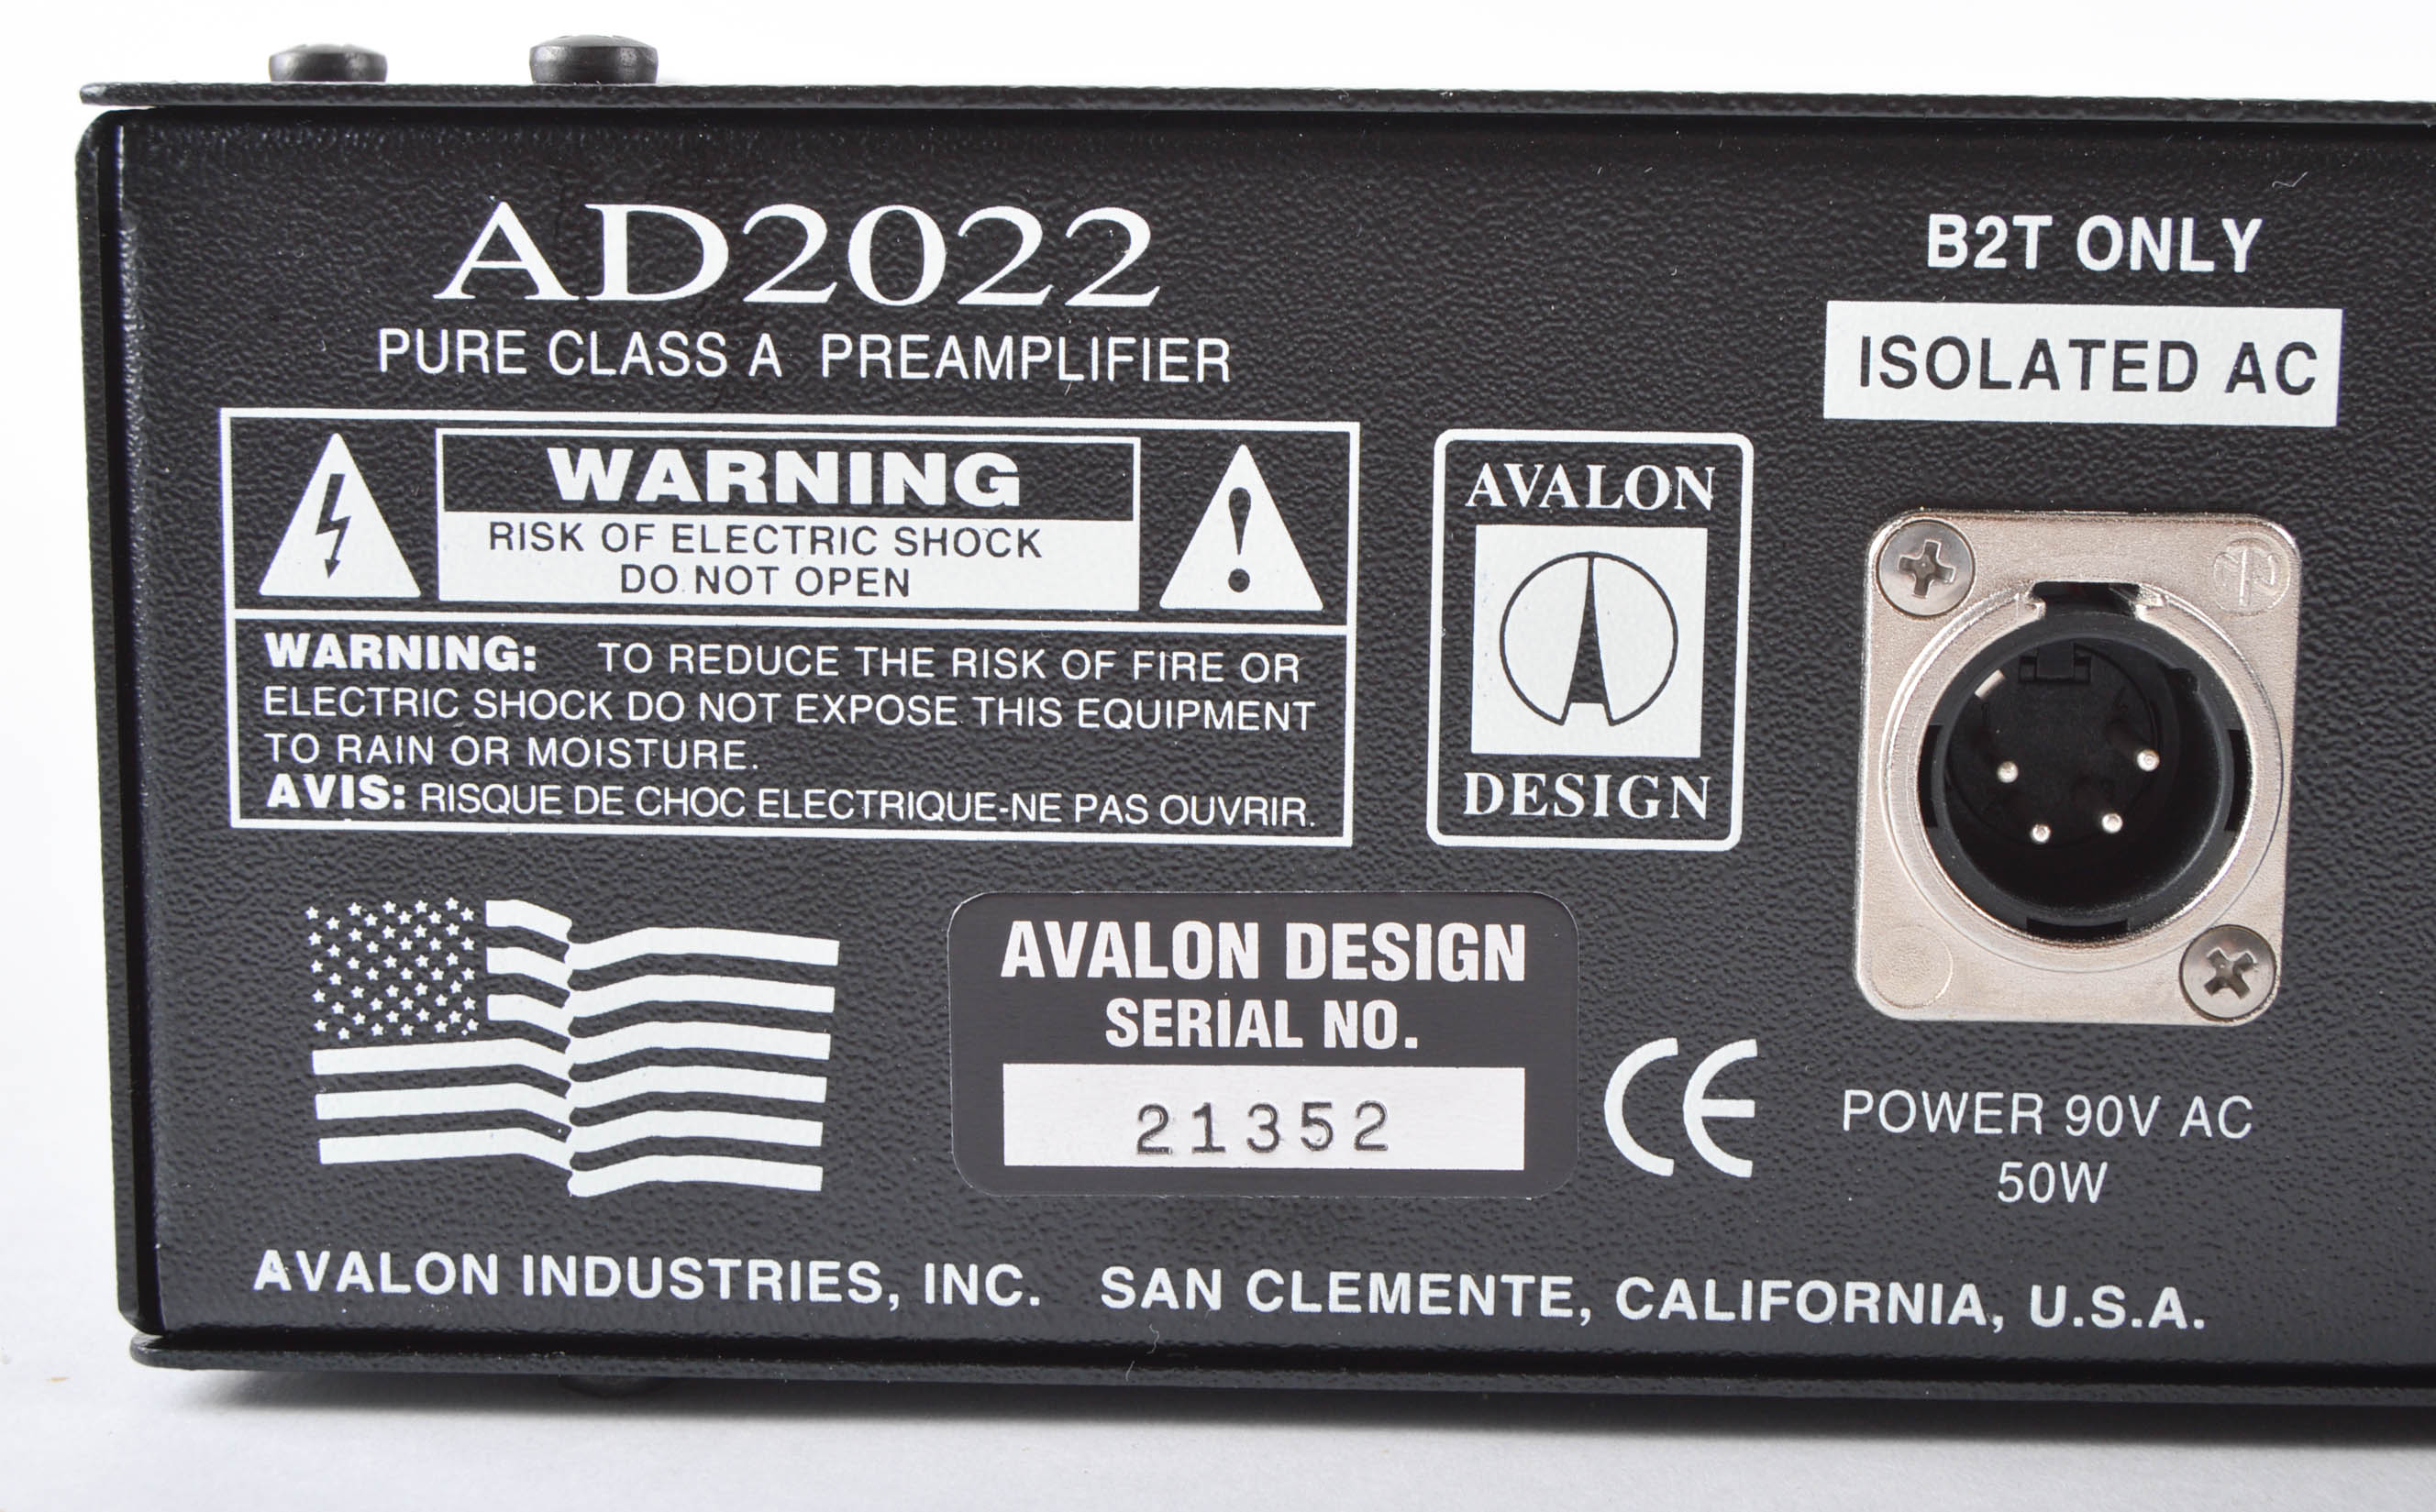 AD2022
PURE CLASS A PREAMPLIFIER
WARNING
RISK OF ELECTRIC SHOCK
DO NOT OPEN
WARNING: TO REDUCE THE RISK OF FIRE OR
ELECTRIC SHOCK DO NOT EXPOSE THIS EQUIPMENT
TO RAIN OR MOISTURE.
AVIS: RISQUE DE CHOC ELECTRIQUE-NE PAS OUVRIR.
AVALON
DESIGN
B2T ONLY
ISOLATED AC
AVALON DESIGN
SERIAL NO.
21352
CE
POWER 90V AC
50W
AVALON INDUSTRIES, INC. SAN CLEMENTE, CALIFORNIA, U.S.A.